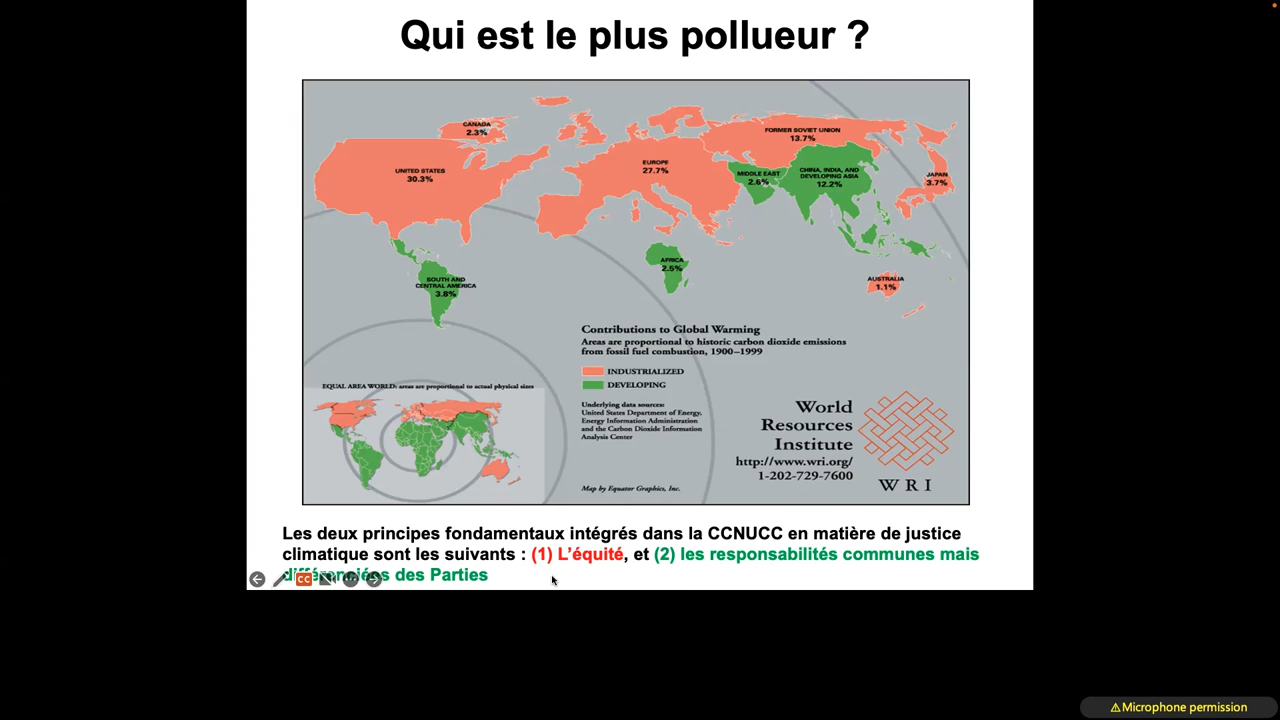 Qui est le plus pollueur ?
CANADA
2.3%
FORMER SOVIET UNION
13.7%
UNITED STATES
30.3%
EUROPE
27.7%
MIDDLE EAST
2.6%
CHINA, INDIA, AND
DEVELOPING ASIA
12.2%
JAPAN
3.7%
AFRICA
2.5%
SOUTH AND
CENTRAL AMERICA
3.8%
AUSTRALIA
1.1%
Contributions to Global Warming
Areas are proportional to historic carbon dioxide emissions
from fossil fuel combustion, 1900–1999
INDUSTRIALIZED
DEVELOPING
EQUAL AREA WORLD: areas are proportional to actual physical sizes
Underlying data sources:
United States Department of Energy,
Energy Information Administration
and the Carbon Dioxide Information
Analysis Center
Map by Equator Graphics, Inc.
World
Resources
Institute
http://www.wri.org/
1-202-729-7600
WRI
Les deux principes fondamentaux intégrés dans la CCNUCC en matière de justice
climatique sont les suivants : (1) L'équité, et (2) les responsabilités communes mais
des Parties
CC
Microphone permission